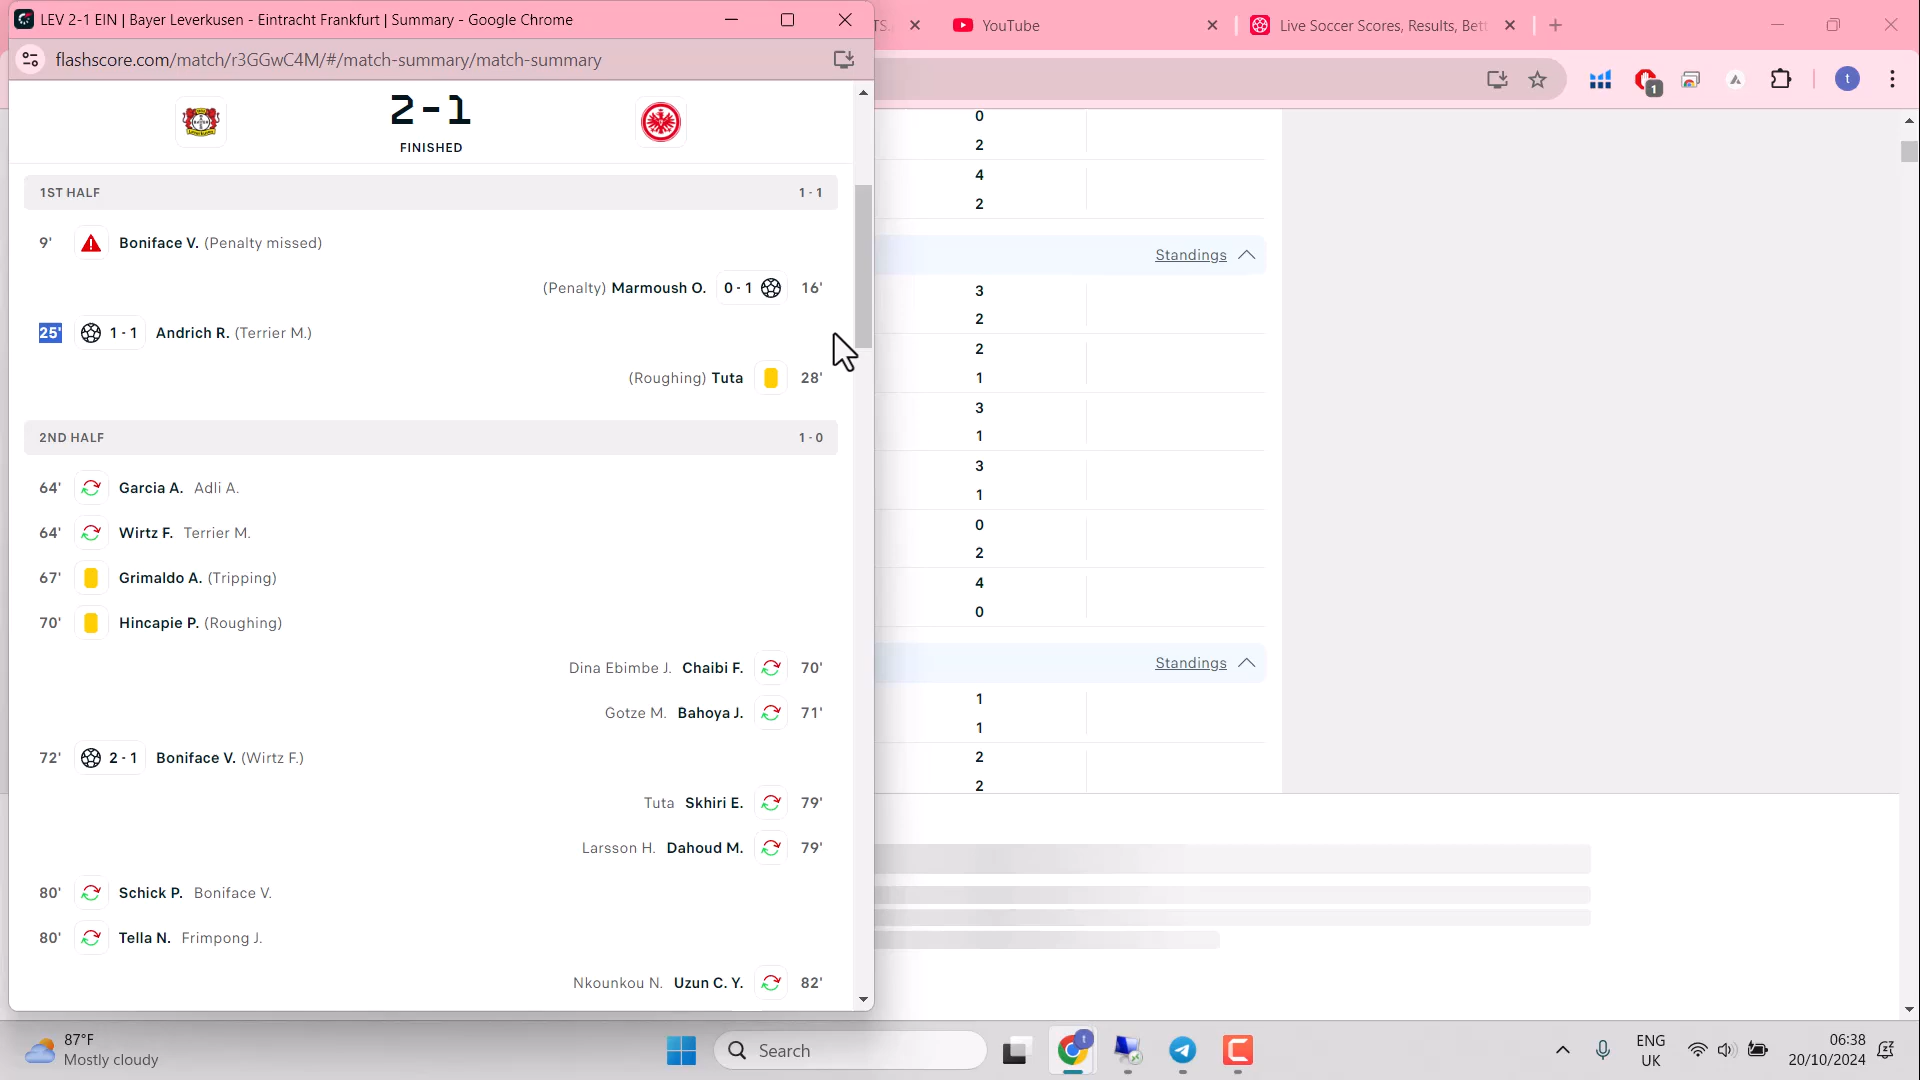 LEV 2-1 EIN | Bayer Leverkusen - Eintracht Frankfurt | Summary - Google Chrome
TS.
YouTube
Live Soccer Scores, Results, Bett
flashscore.com/match/r3GGwC4M/#/match-summary/match-summary
1
t
2-1
FINISHED
1ST HALF 1 - 1
9' Boniface V. (Penalty missed)
(Penalty) Marmoush O. 0 - 1 16'
25' 1 - 1 Andrich R. (Terrier M.)
(Roughing) Tuta 28'
2ND HALF 1 - 0
64' Garcia A. Adli A.
64' Wirtz F. Terrier M.
67' Grimaldo A. (Tripping)
70' Hincapie P. (Roughing)
Dina Ebimbe J. Chaibi F. 70'
Gotze M. Bahoya J. 71'
72' 2 - 1 Boniface V. (Wirtz F.)
Tuta Skhiri E. 79'
Larsson H. Dahoud M. 79'
80' Schick P. Boniface V.
80' Tella N. Frimpong J.
Nkounkou N. Uzun C. Y. 82'
0
2
4
2
Standings
3
2
2
1
3
1
3
1
0
2
4
0
Standings
1
1
2
2
87°F
Mostly cloudy
Search
t
ENG
UK
06:38
20/10/2024